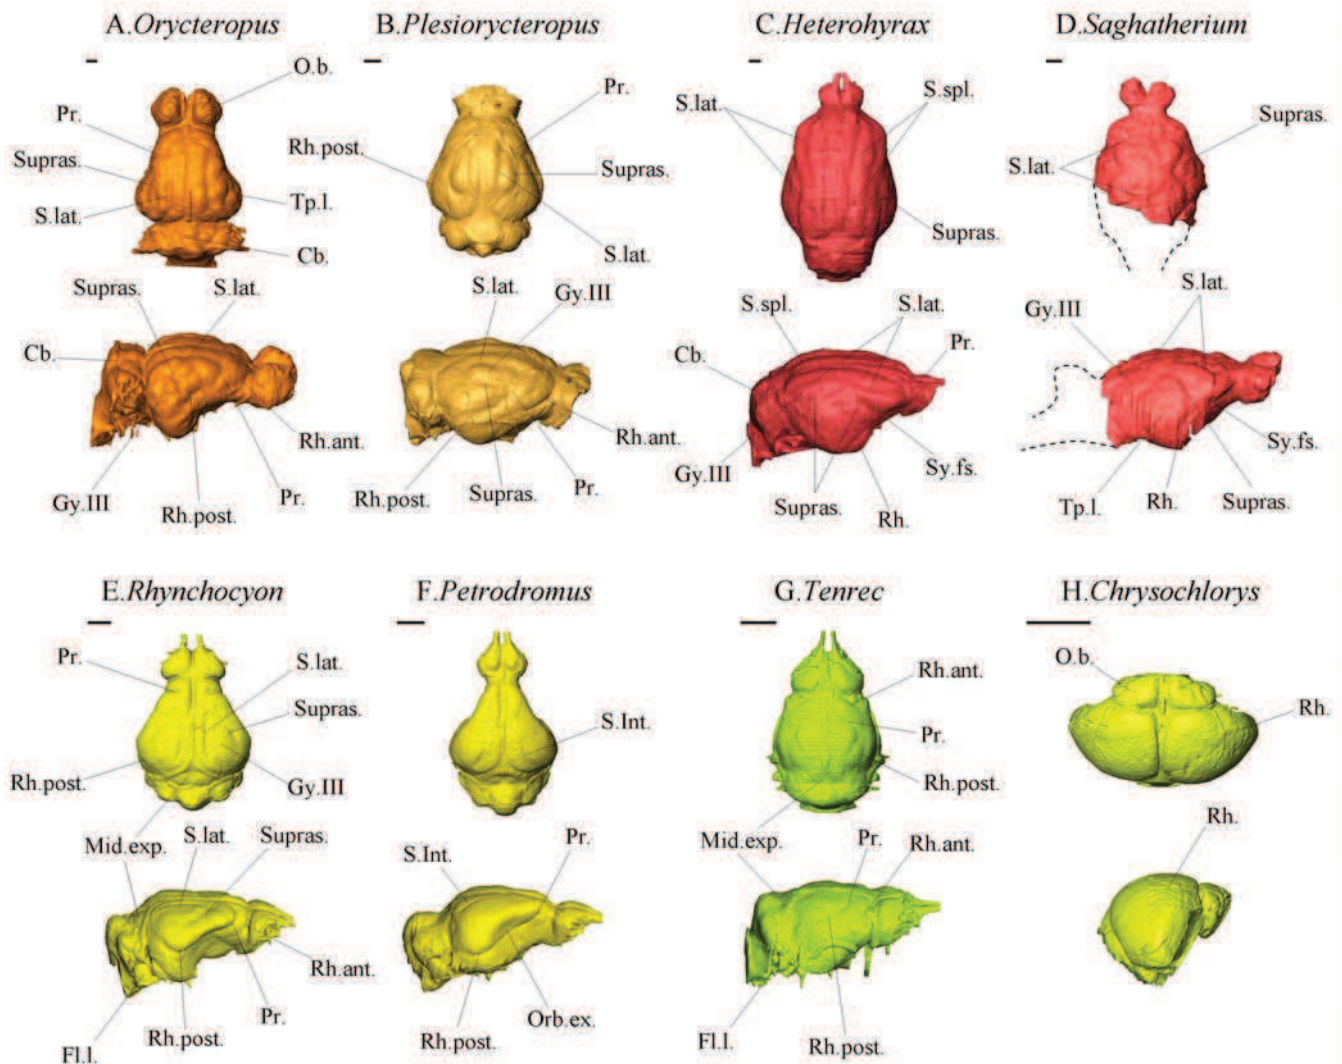 A.Orycteropus
B.Plesiorycteropus
C.Heterohyrax
D.Saghatherium
O.b.
Pr.
Supras.
S.lat.
Tp.l.
Cb.
Supras.
S.lat.
Cb.
Gy.III
Rh.post.
Pr.
Rh.ant.
Pr.
Rh.post.
Supras.
S.lat.
S.lat.
Gy.III
Rh.ant.
Rh.post.
Supras.
Pr.
S.lat.
S.spl.
Supras.
S.spl.
S.lat.
Pr.
Cb.
Gy.III
Supras.
Rh.
Sy.fs.
Supras.
S.lat.
S.lat.
Gy.III
Sy.fs.
Tp.l.
Rh.
Supras.
E.Rhynchocyon
F.Petrodromus
G.Tenrec
H.Chrysochlorys
Pr.
S.lat.
Supras.
Rh.post.
Gy.III
Mid.exp.
S.lat.
Supras.
Rh.ant.
Pr.
Rh.post.
Fl.l.
S.Int.
S.Int.
Pr.
Orb.ex.
Rh.post.
Rh.ant.
Pr.
Rh.post.
Mid.exp.
Pr.
Rh.ant.
Fl.l.
Rh.post.
O.b.
Rh.
Rh.